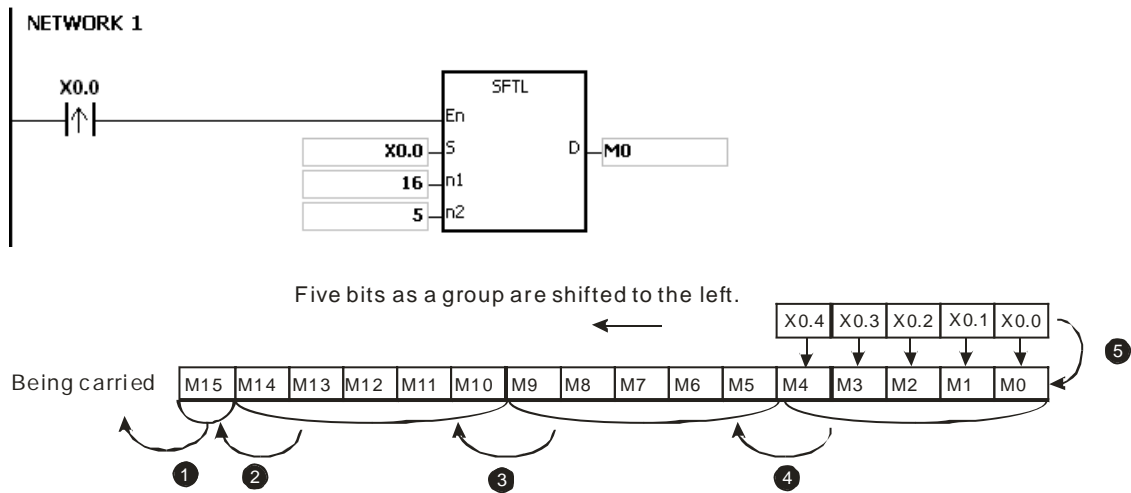 NETWORK 1
X0.0
SFTL
En
X0.0 S D M0
16 n1
5 n2
Five bits as a group are shifted to the left.
X0.4 X0.3 X0.2 X0.1 X0.0
5
Being carried M15 M14 M13 M12 M11 M10 M9 M8 M7 M6 M5 M4 M3 M2 M1 M0
1 2 3 4